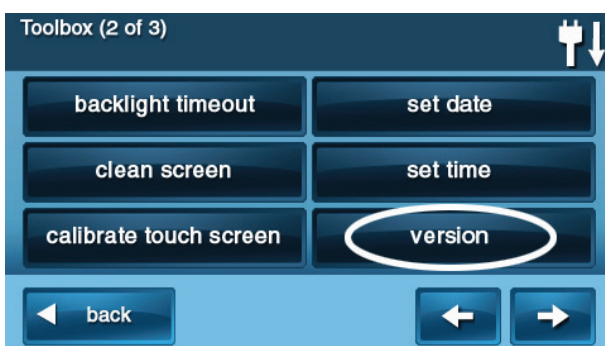 Toolbox (2 of 3)
backlight timeout
set date
clean screen
set time
calibrate touch screen
version
back